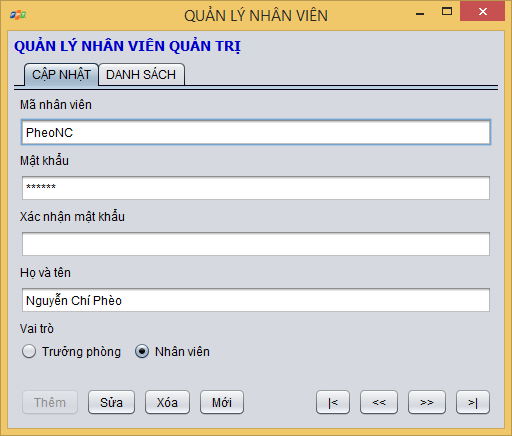 QUẢN LÝ NHÂN VIÊN
QUẢN LÝ NHÂN VIÊN QUẢN TRỊ
CẬP NHẬT DANH SÁCH
Mã nhân viên
PheoNC
Mật khẩu
******
Xác nhận mật khẩu
Họ và tên
Nguyễn Chí Phèo
Vai trò
Trưởng phòng Nhân viên
Thêm Sửa Xóa Mới |< << >> >|